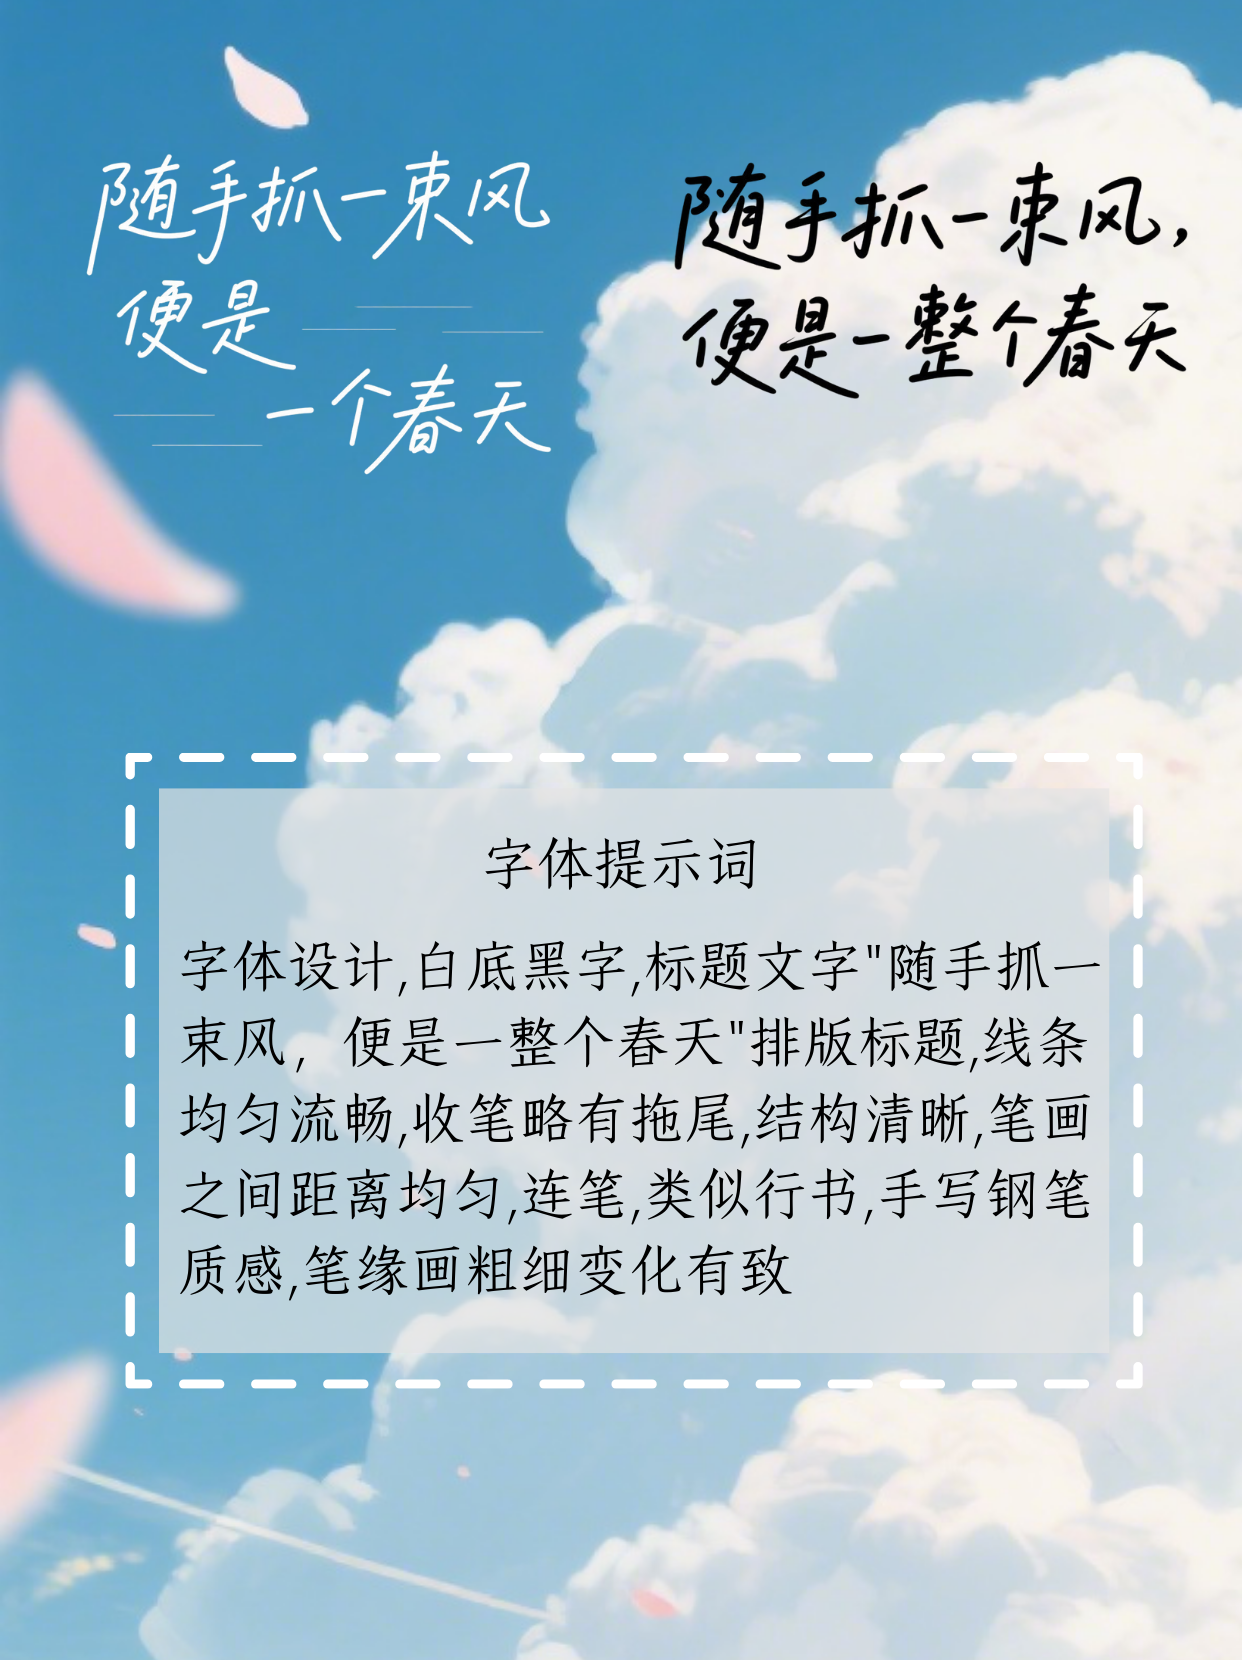 随手抓一束风
便是
一个春天
随手抓一束风，
便是一整个春天
字体提示词
字体设计,白底黑字,标题文字"随手抓一
束风，便是一整个春天"排版标题,线条
均匀流畅,收笔略有拖尾,结构清晰,笔画
之间距离均匀,连笔,类似行书,手写钢笔
质感,笔缘画粗细变化有致